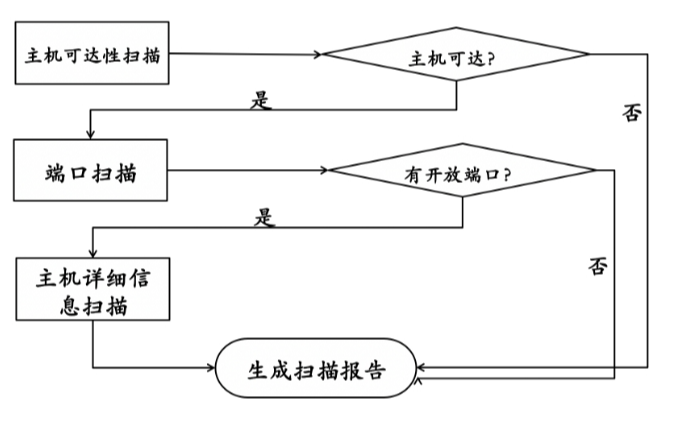 主机可达性扫描
主机可达?
是
否
端口扫描
有开放端口?
是
否
主机详细信
息扫描
生成扫描报告